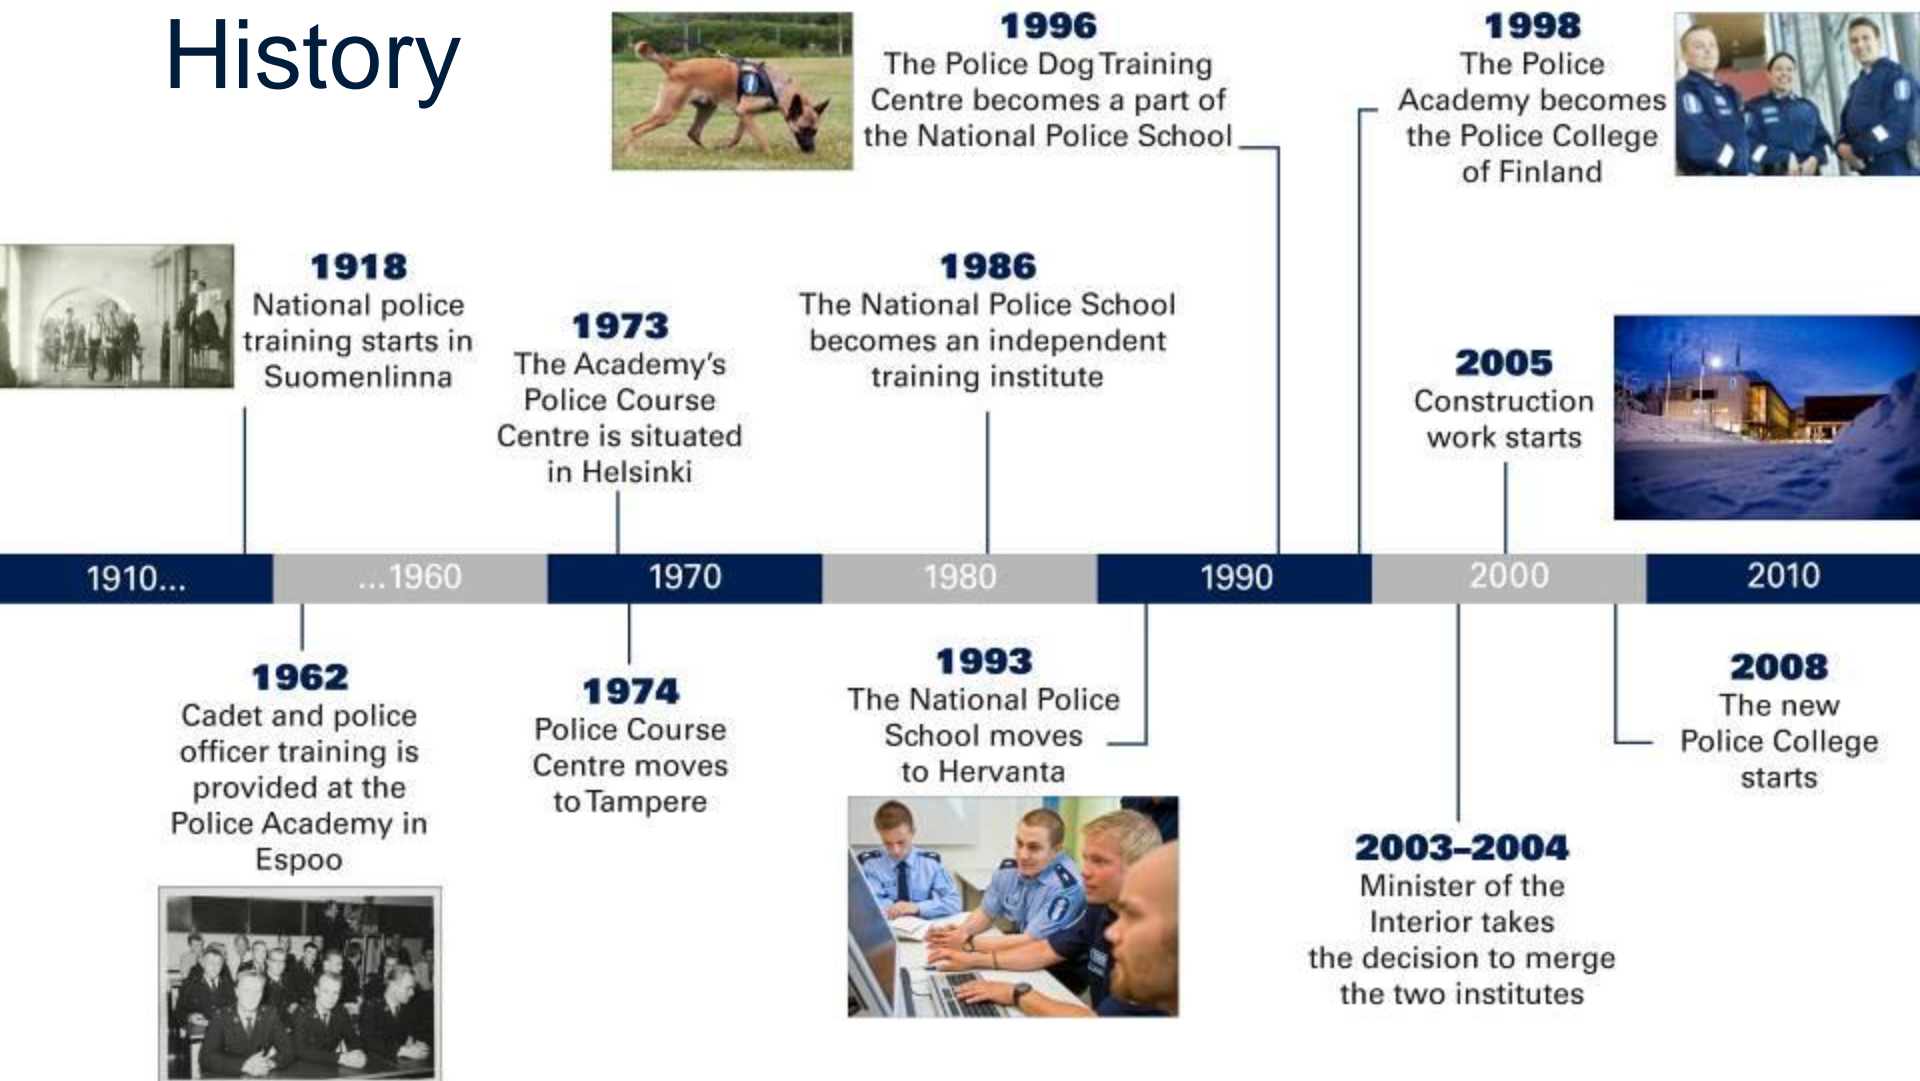 History
1996
The Police Dog Training
Centre becomes a part of
the National Police School
1998
The Police
Academy becomes
the Police College
of Finland
1918
National police
training starts in
Suomenlinna
1973
The Academy's
Police Course
Centre is situated
in Helsinki
1986
The National Police School
becomes an independent
training institute
2005
Construction
work starts
1910...
...1960
1970
1980
1990
2000
2010
1962
Cadet and police
officer training is
provided at the
Police Academy in
Espoo
1974
Police Course
Centre moves
to Tampere
1993
The National Police
School moves
to Hervanta
2003–2004
Minister of the
Interior takes
the decision to merge
the two institutes
2008
The new
Police College
starts